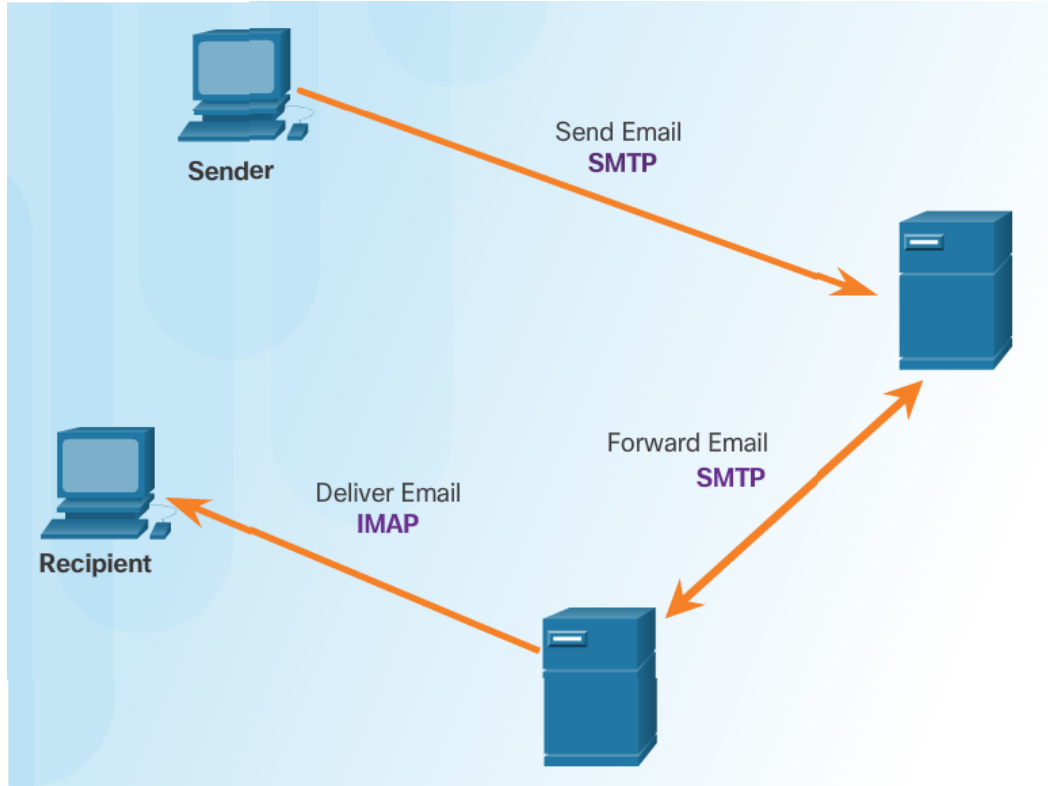 Sender
Send Email
SMTP
Forward Email
SMTP
Deliver Email
IMAP
Recipient